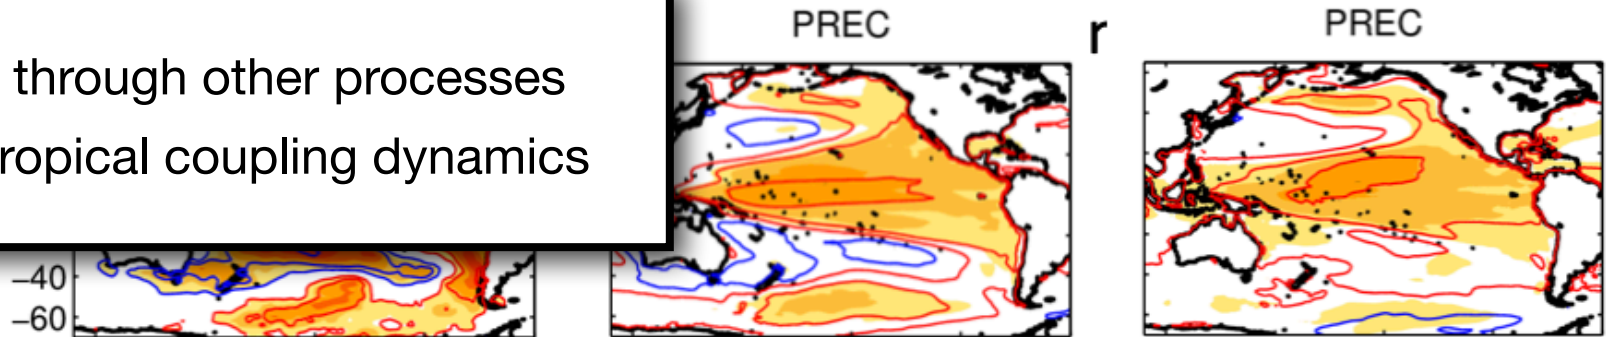 PREC
r
PREC
through other processes
ropical coupling dynamics
−40
−60